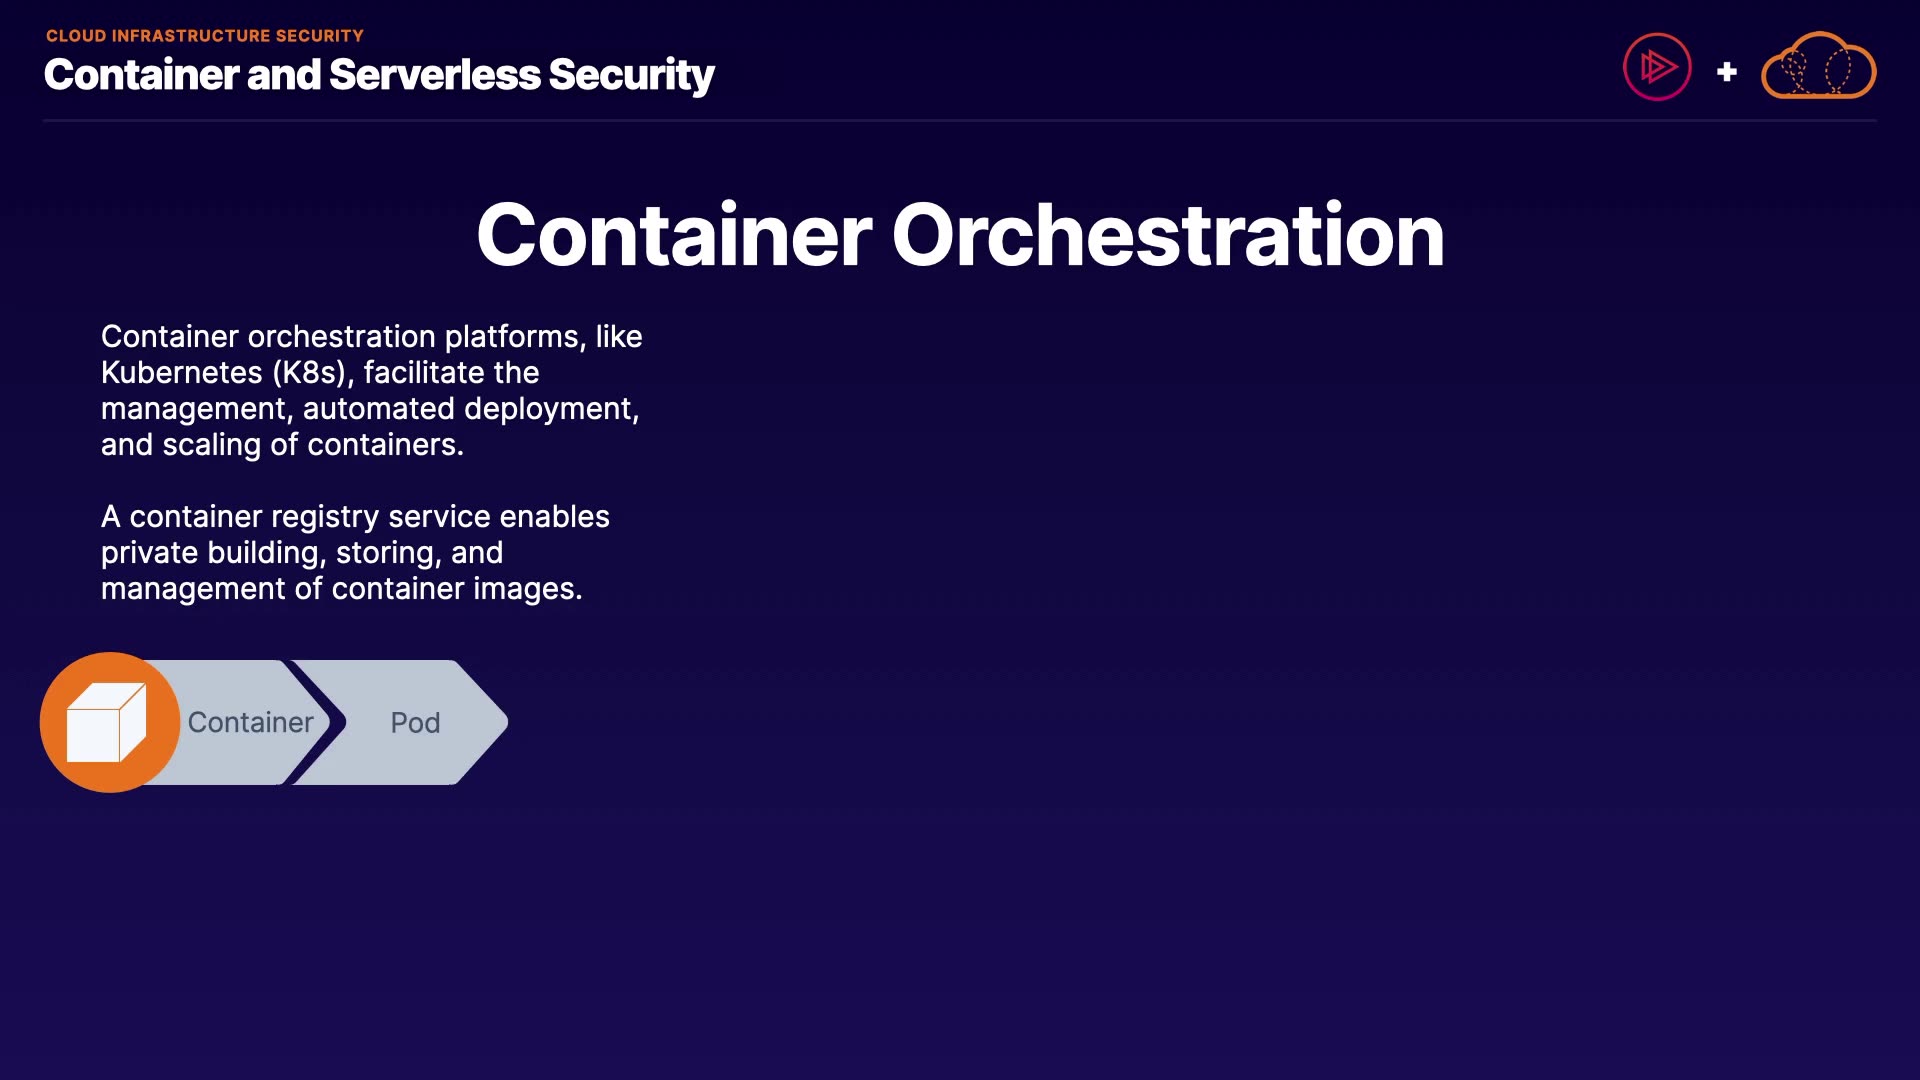 CLOUD INFRASTRUCTURE SECURITY
Container and Serverless Security
+
Container Orchestration
Container orchestration platforms, like
Kubernetes (K8s), facilitate the
management, automated deployment,
and scaling of containers.
A container registry service enables
private building, storing, and
management of container images.
Container
Pod